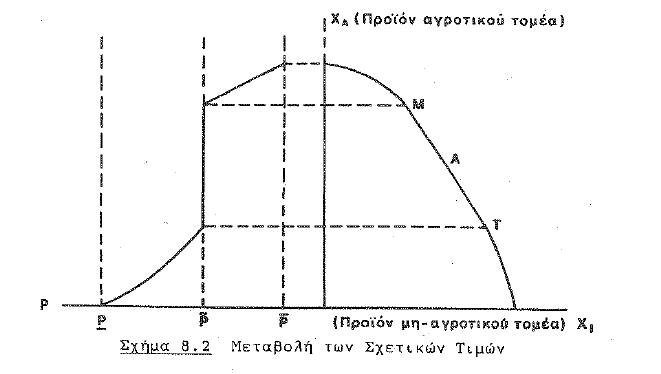 X_A (Προϊόν αγροτικού τομέα)
M
A
T
P
p̲ p̄ p̄ (Προϊόν μη-αγροτικού τομέα) X_I
Σχήμα 8.2 Μεταβολή των Σχετικών Τιμών